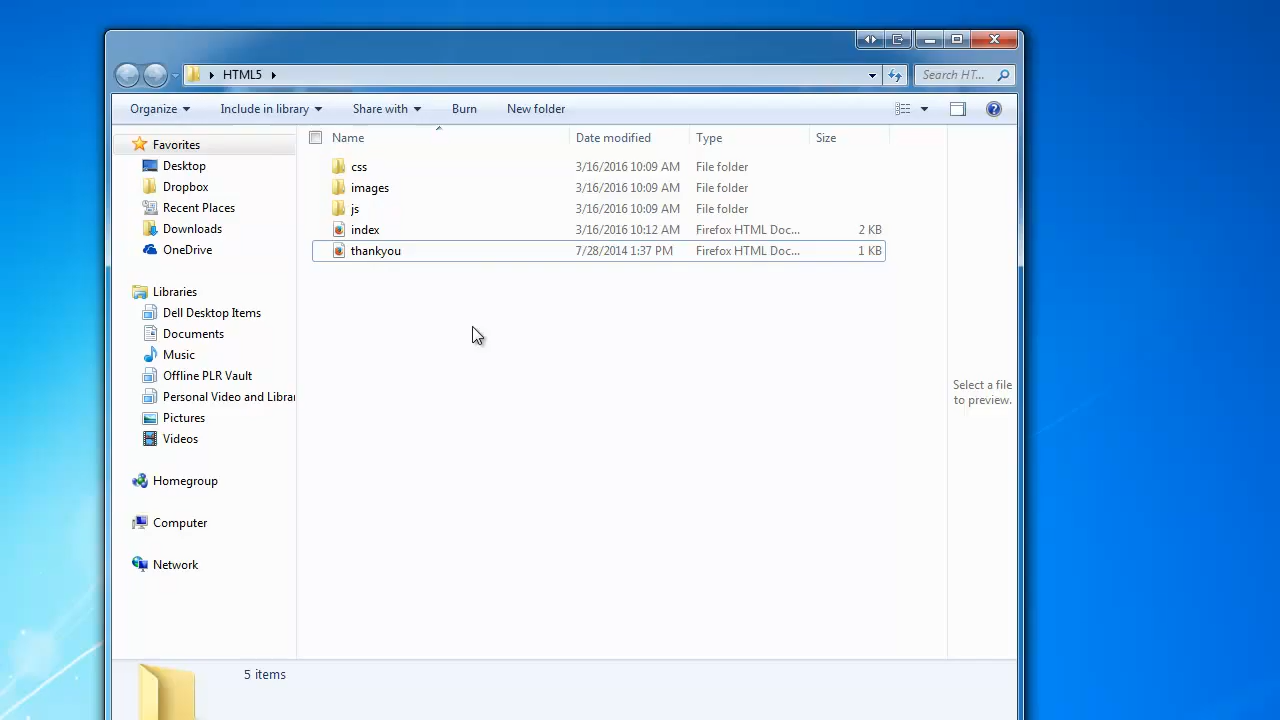 HTML5
Search HT...
Organize Include in library Share with Burn New folder
Name Date modified Type Size
css 3/16/2016 10:09 AM File folder
images 3/16/2016 10:09 AM File folder
js 3/16/2016 10:09 AM File folder
index 3/16/2016 10:12 AM Firefox HTML Doc... 2 KB
thankyou 7/28/2014 1:37 PM Firefox HTML Doc... 1 KB
Favorites
Desktop
Dropbox
Recent Places
Downloads
OneDrive
Libraries
Dell Desktop Items
Documents
Music
Offline PLR Vault
Personal Video and Librar
Pictures
Videos
Homegroup
Computer
Network
Select a file
to preview.
5 items